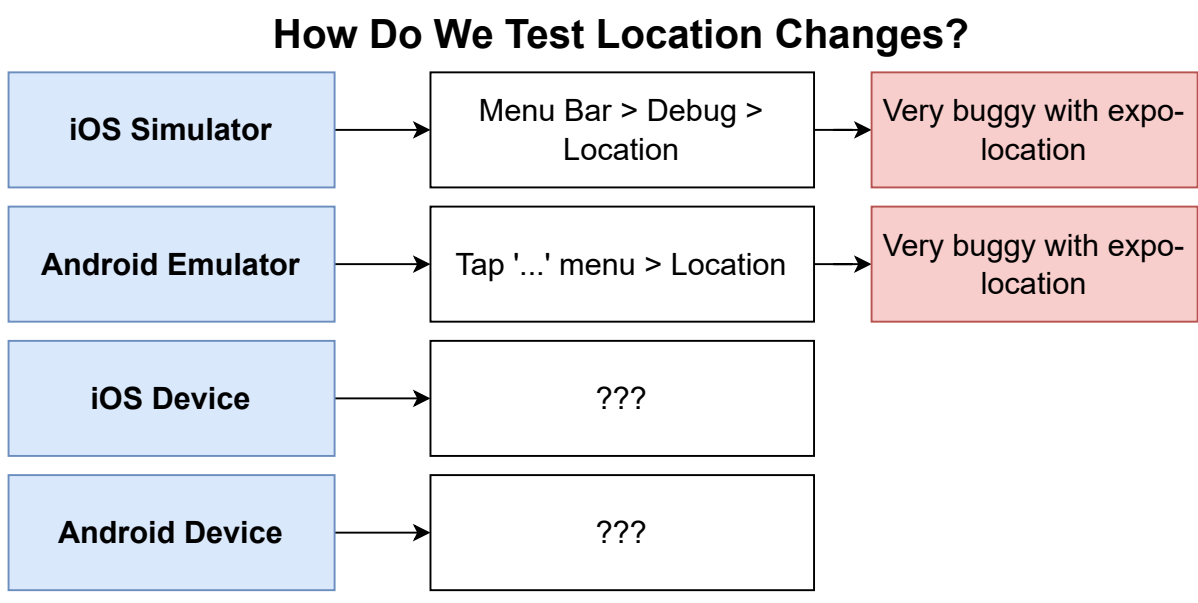 How Do We Test Location Changes?
iOS Simulator
Menu Bar > Debug >
Location
Very buggy with expo-
location
Android Emulator
Tap '...' menu > Location
Very buggy with expo-
location
iOS Device
???
Android Device
???